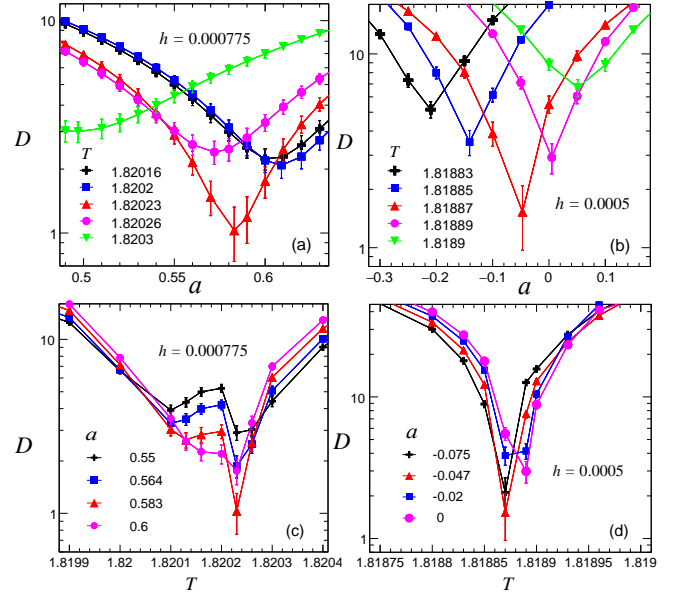 (a)
h = 0.000775
10
D
T
1.82016
1.8202
1.82023
1.82026
1.8203
1
0.5
0.55
0.6
a
(b)
10
D
T
1.81883
1.81885
1.81887
1.81889
1.8189
h = 0.0005
1
−0.3
−0.2
−0.1
0
0.1
a
(c)
h = 0.000775
10
D
a
0.55
0.564
0.583
0.6
1
1.8199
1.82
1.8201
1.8202
1.8203
1.8204
T
(d)
10
D
a
-0.075
-0.047
-0.02
0
h = 0.0005
1
1.81875
1.8188
1.81885
1.8189
1.81895
1.819
T